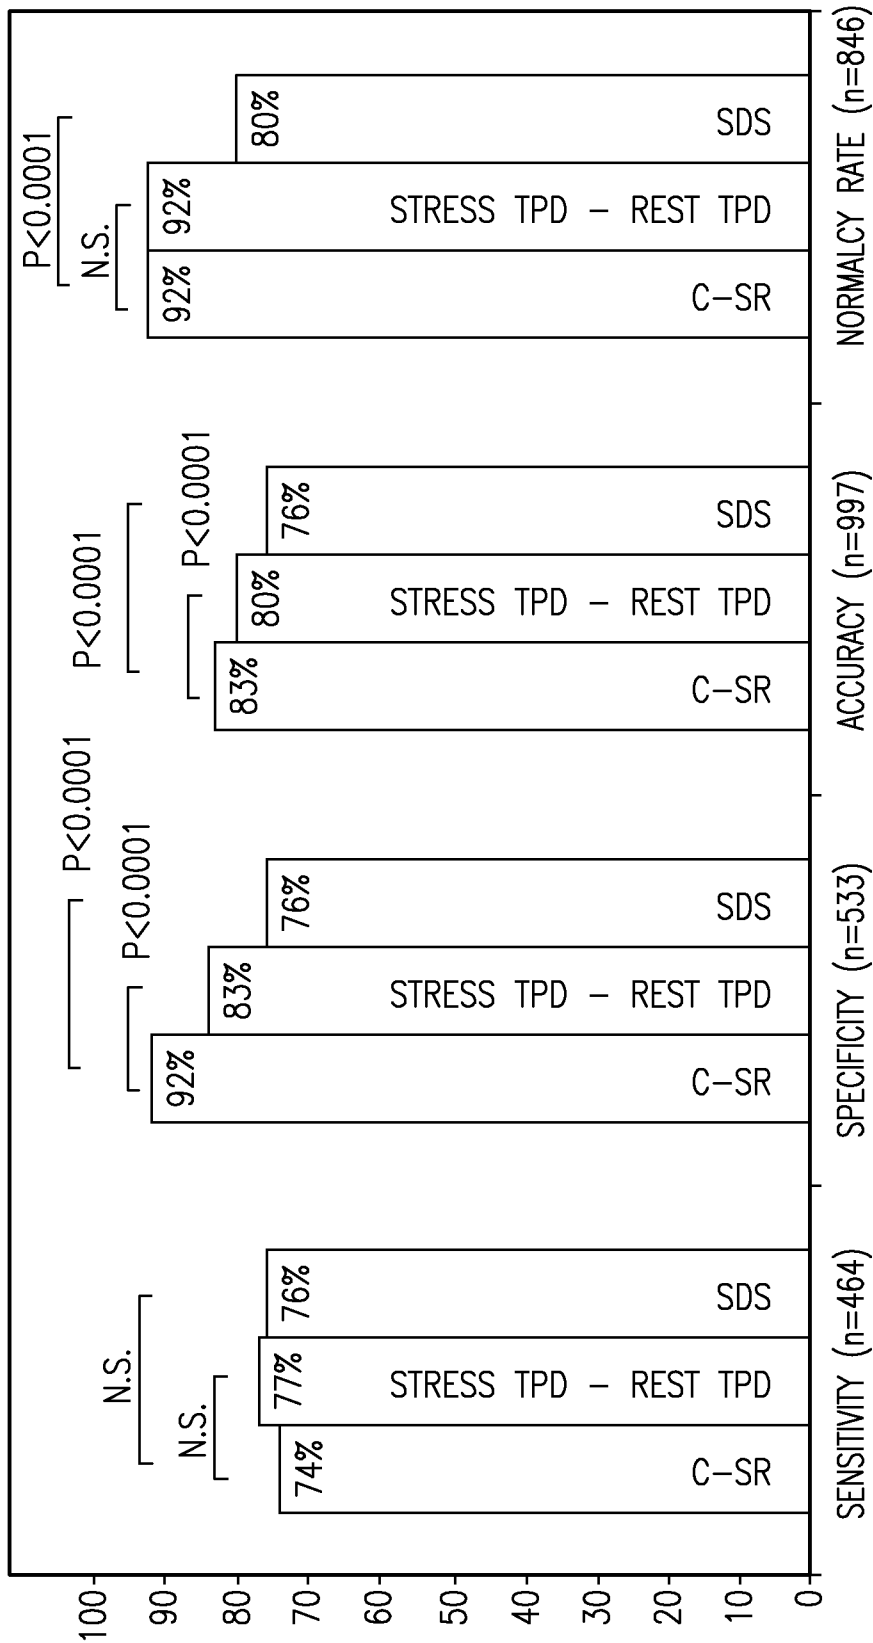 100
90
80
70
60
50
40
30
20
10
0
N.S.
N.S.
74%
77%
76%
C-SR
STRESS TPD - REST TPD
SDS
SENSITIVITY (n=464)
P<0.0001
P<0.0001
92%
83%
76%
C-SR
STRESS TPD - REST TPD
SDS
SPECIFICITY (n=533)
P<0.0001
P<0.0001
83%
80%
76%
C-SR
STRESS TPD - REST TPD
SDS
ACCURACY (n=997)
P<0.0001
N.S.
92%
92%
80%
C-SR
STRESS TPD - REST TPD
SDS
NORMALCY RATE (n=846)